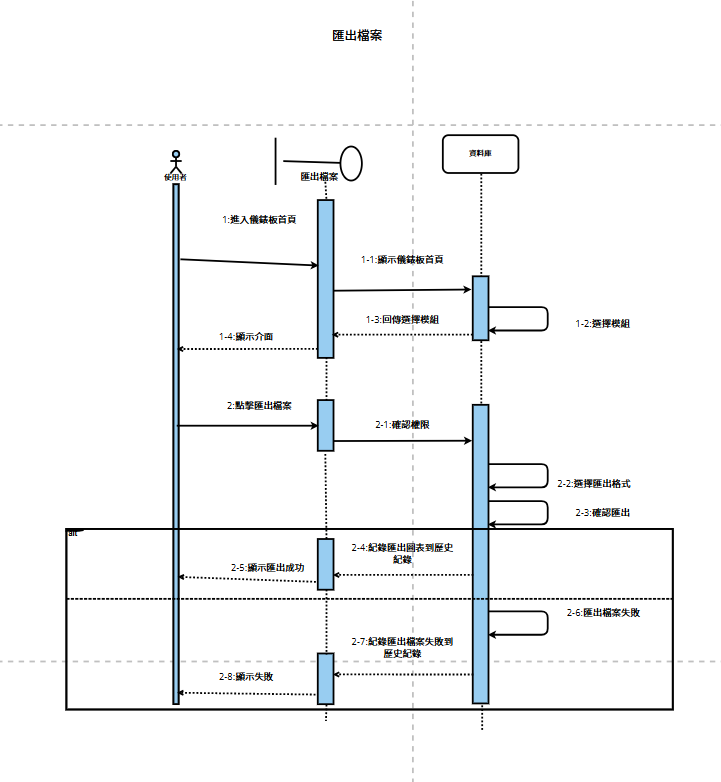 匯出檔案
資料庫
使用者
匯出檔案
1:進入儀錶板首頁
1-1:顯示儀錶板首頁
1-3:回傳選擇模組
1-2:選擇模組
1-4:顯示介面
2:點擊匯出檔案
2-1:確認權限
2-2:選擇匯出格式
2-3:確認匯出
alt
2-4:紀錄匯出圖表到歷史
紀錄
2-5:顯示匯出成功
2-6:匯出檔案失敗
2-7:紀錄匯出檔案失敗到
歷史紀錄
2-8:顯示失敗